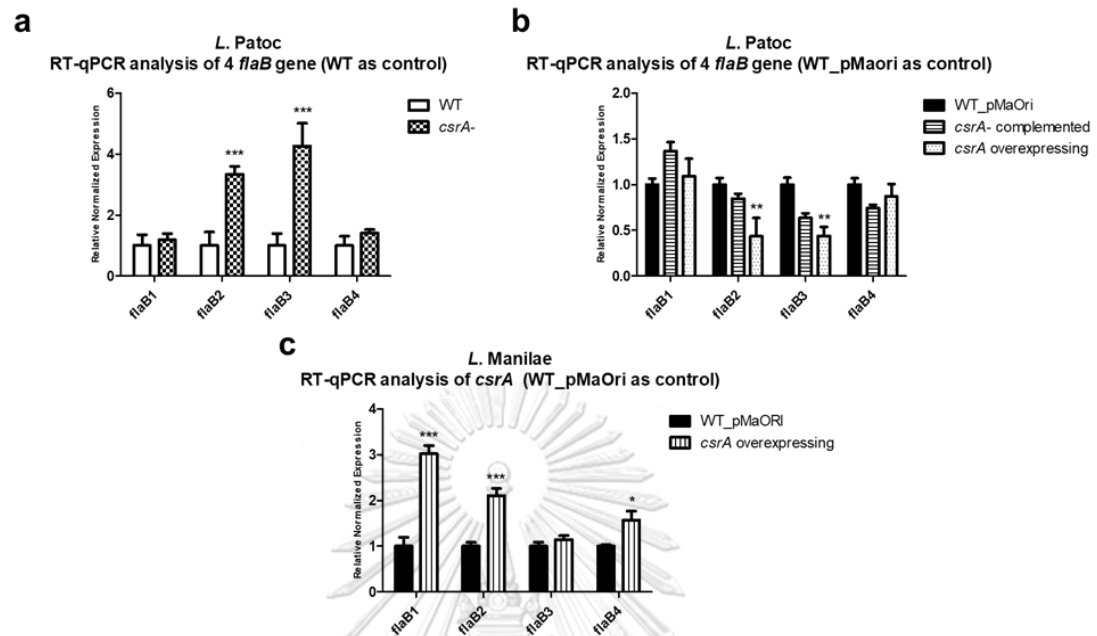 a
L. Patoc
RT-qPCR analysis of 4 flaB gene (WT as control)
Relative Normalized Expression
6
4
2
0
***
***
flaB1
flaB2
flaB3
flaB4
WT
csrA-
b
L. Patoc
RT-qPCR analysis of 4 flaB gene (WT_pMaori as control)
Relative Normalized Expression
2.0
1.5
1.0
0.5
0.0
**
**
flaB1
flaB2
flaB3
flaB4
WT_pMaOri
csrA- complemented
csrA overexpressing
c
L. Manilae
RT-qPCR analysis of csrA (WT_pMaOri as control)
Relative Normalized Expression
4
3
2
1
0
***
***
*
flaB1
flaB2
flaB3
flaB4
WT_pMaORI
csrA overexpressing